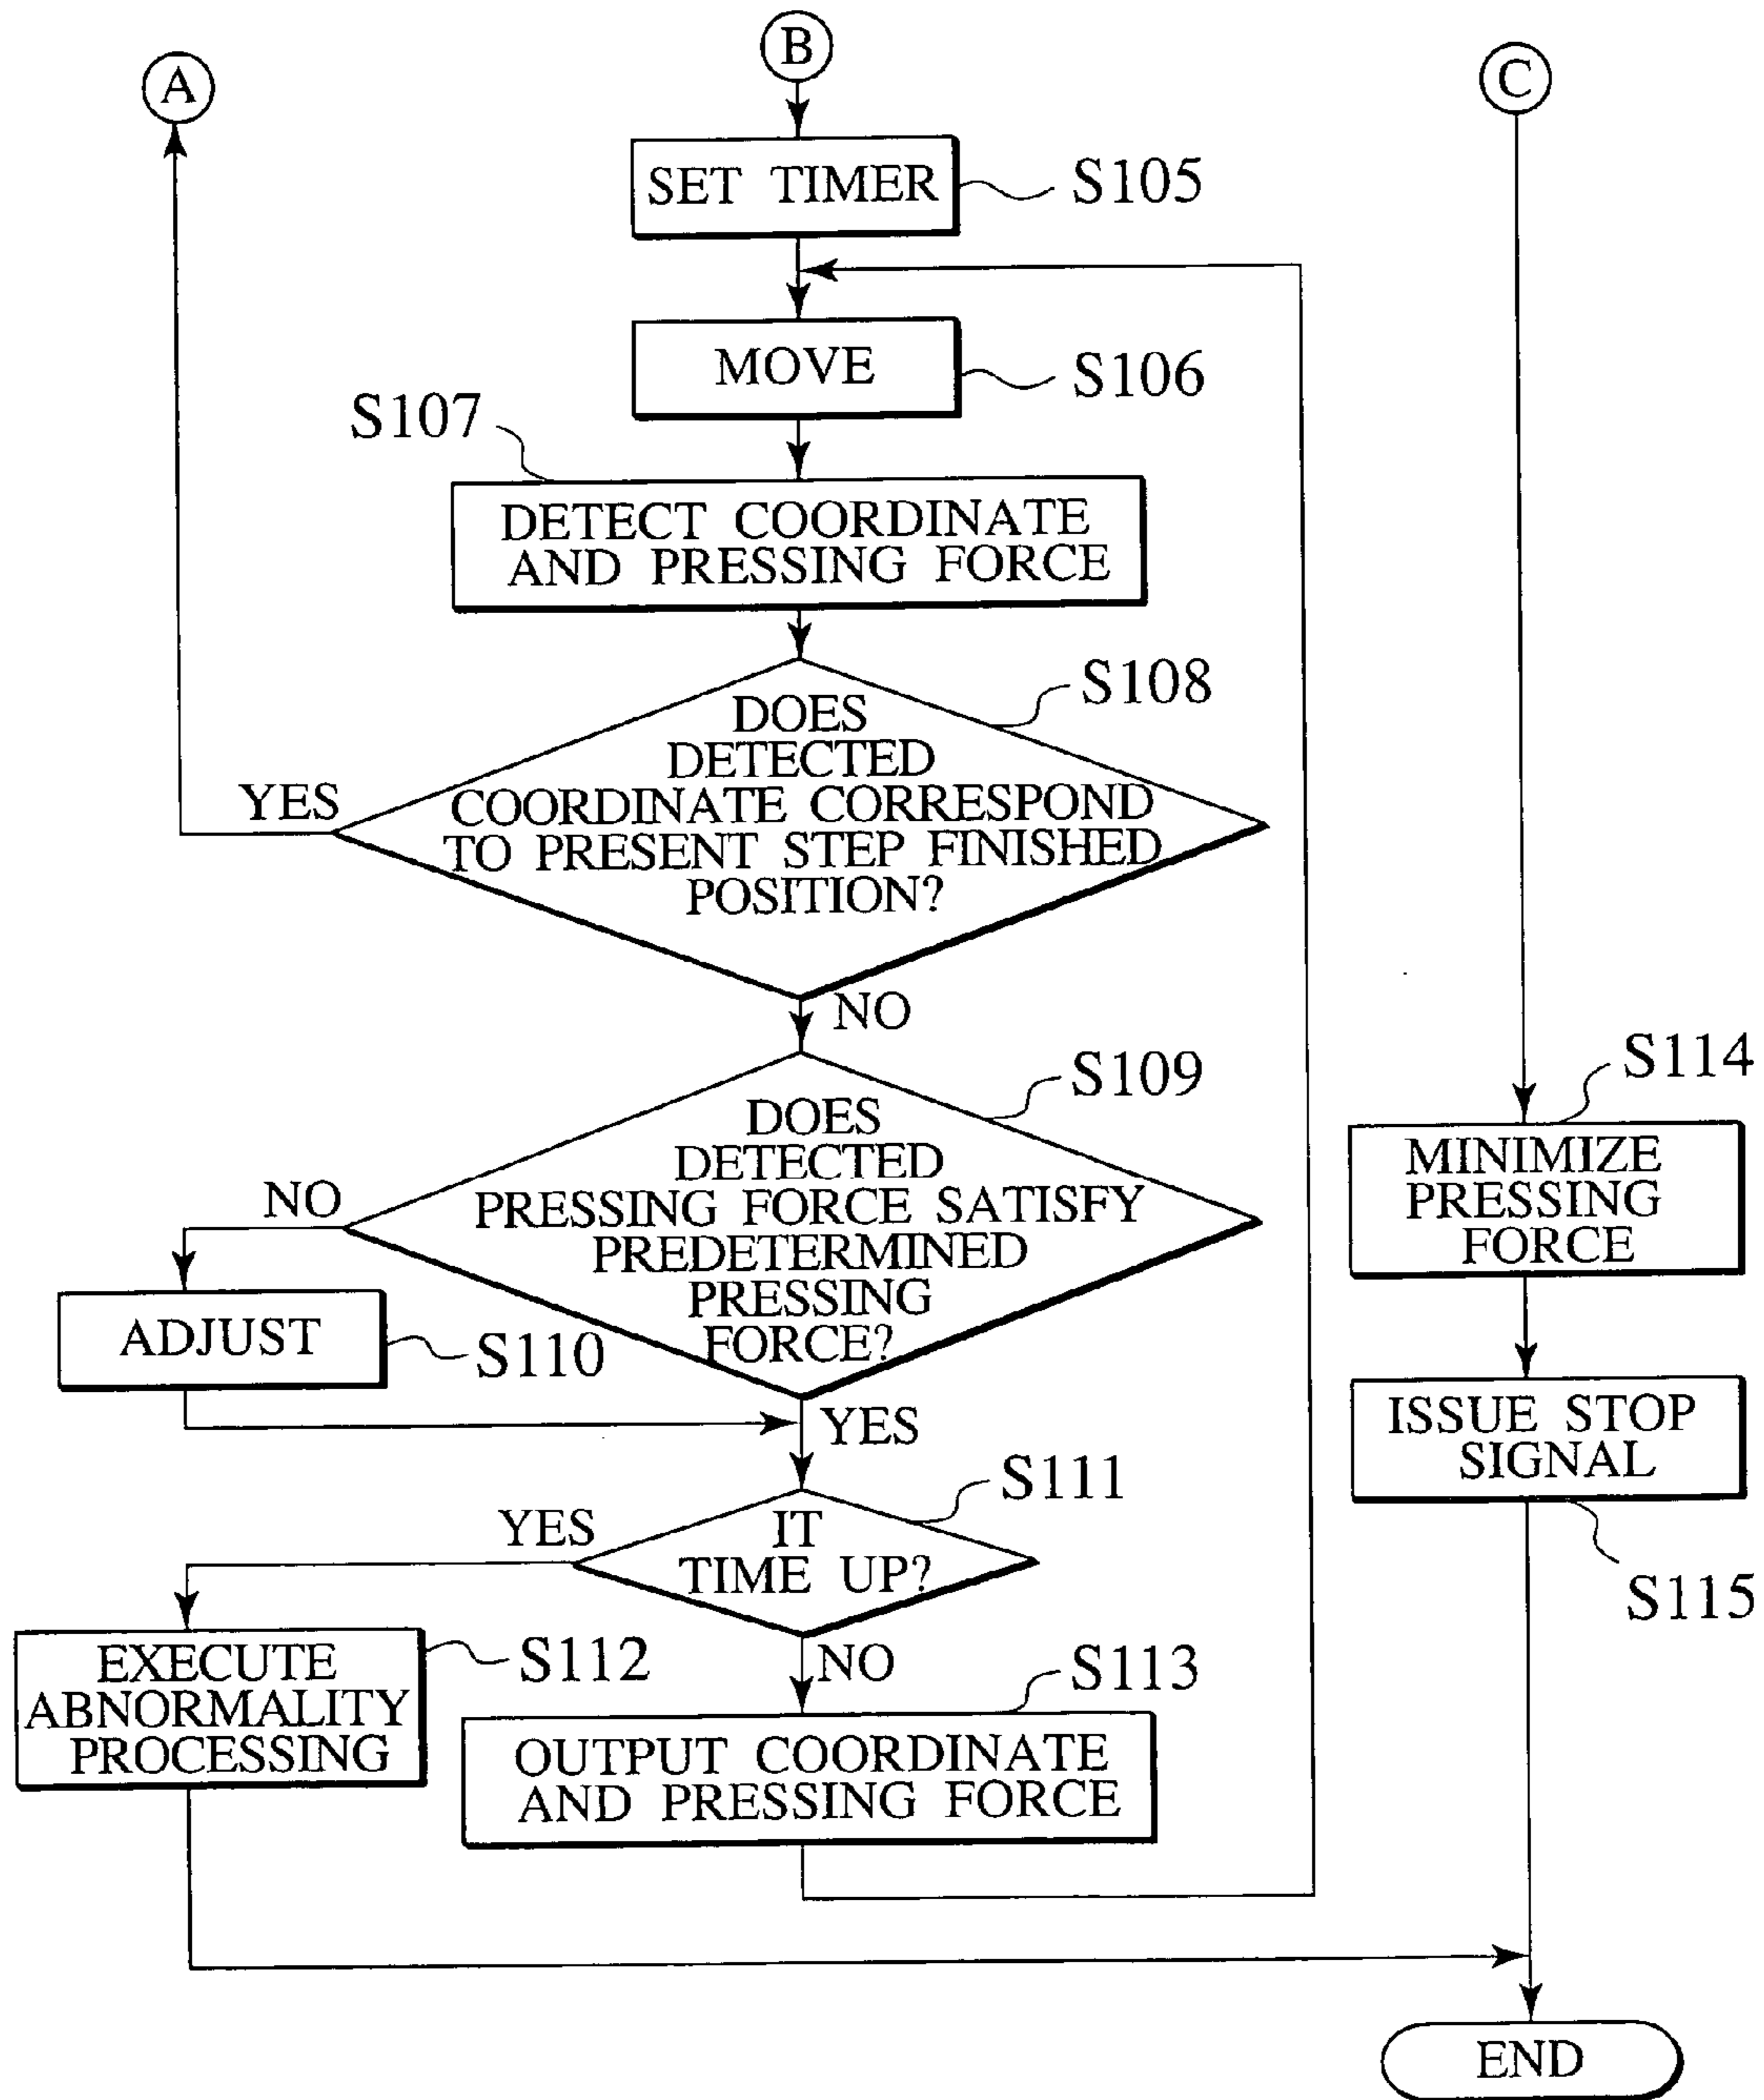 B
A
C
SET TIMER
S105
MOVE
S106
S107
DETECT COORDINATE
AND PRESSING FORCE
S108
DOES
DETECTED
COORDINATE CORRESPOND
TO PRESENT STEP FINISHED
POSITION?
YES
NO
S109
DOES
DETECTED
PRESSING FORCE SATISFY
PREDETERMINED
PRESSING
FORCE?
NO
ADJUST
S110
YES
S111
IT
TIME UP?
YES
EXECUTE
ABNORMALITY
PROCESSING
S112
NO
S113
OUTPUT COORDINATE
AND PRESSING FORCE
S114
MINIMIZE
PRESSING
FORCE
ISSUE STOP
SIGNAL
S115
END